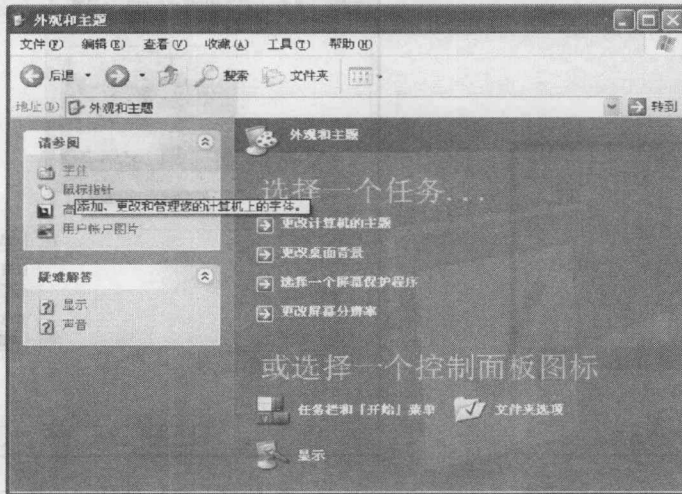 外观和主题
文件(F) 编辑(E) 查看(V) 收藏(A) 工具(T) 帮助(H)
后退 搜索 文件夹
地址(D) 外观和主题 转到
请参阅
字体
鼠标指针
高
添加、更改和管理您的计算机上的字体。
用户帐户图片
疑难解答
显示
声音
外观和主题
选择一个任务...
更改计算机的主题
更改桌面背景
选择一个屏幕保护程序
更改屏幕分辨率
或选择一个控制面板图标
任务栏和「开始」菜单 文件夹选项
显示